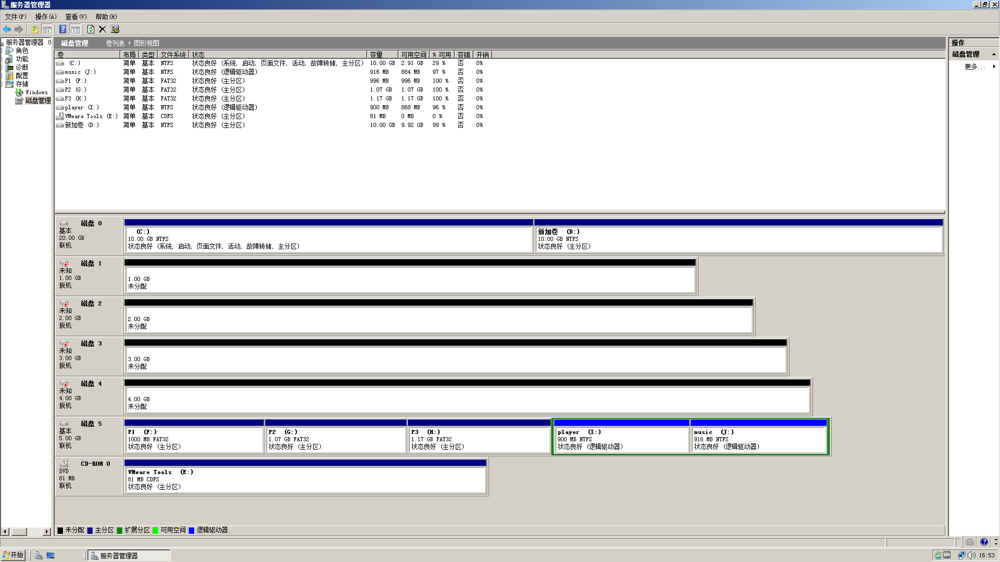 服务器管理器
文件(F) 操作(A) 查看(V) 帮助(H)
服务器管理器 (
角色
功能
诊断
配置
存储
Windows
磁盘管理
磁盘管理 卷列表 + 图形视图
卷 布局 类型 文件系统 状态 容量 可用空间 % 可用 容错 开销
(C:) 简单 基本 NTFS 状态良好 (系统, 启动, 页面文件, 活动, 故障转储, 主分区) 10.00 GB 2.91 GB 29 % 否 0%
music (J:) 简单 基本 NTFS 状态良好 (逻辑驱动器) 916 MB 884 MB 97 % 否 0%
P1 (F:) 简单 基本 FAT32 状态良好 (主分区) 996 MB 996 MB 100 % 否 0%
P2 (G:) 简单 基本 FAT32 状态良好 (主分区) 1.07 GB 1.07 GB 100 % 否 0%
P3 (H:) 简单 基本 FAT32 状态良好 (主分区) 1.17 GB 1.17 GB 100 % 否 0%
player (I:) 简单 基本 NTFS 状态良好 (逻辑驱动器) 900 MB 868 MB 96 % 否 0%
VMware Tools (E:) 简单 基本 CDFS 状态良好 (主分区) 81 MB 0 MB 0 % 否 0%
新加卷 (D:) 简单 基本 NTFS 状态良好 (主分区) 10.00 GB 9.92 GB 99 % 否 0%
操作
磁盘管理
更多...
磁盘 0
基本
20.00 GB
联机
(C:)
10.00 GB NTFS
状态良好 (系统, 启动, 页面文件, 活动, 故障转储, 主分区)
新加卷 (D:)
10.00 GB NTFS
状态良好 (主分区)
磁盘 1
未知
1.00 GB
脱机
1.00 GB
未分配
磁盘 2
未知
2.00 GB
脱机
2.00 GB
未分配
磁盘 3
未知
3.00 GB
脱机
3.00 GB
未分配
磁盘 4
未知
4.00 GB
脱机
4.00 GB
未分配
磁盘 5
基本
5.00 GB
联机
P1 (F:)
1000 MB FAT32
状态良好 (主分区)
P2 (G:)
1.07 GB FAT32
状态良好 (主分区)
P3 (H:)
1.17 GB FAT32
状态良好 (主分区)
player (I:)
900 MB NTFS
状态良好 (逻辑驱动器)
music (J:)
916 MB NTFS
状态良好 (逻辑驱动器)
CD-ROM 0
DVD
81 MB
联机
VMware Tools (E:)
81 MB CDFS
状态良好 (主分区)
未分配 主分区 扩展分区 可用空间 逻辑驱动器
开始 服务器管理器 vm 16:53